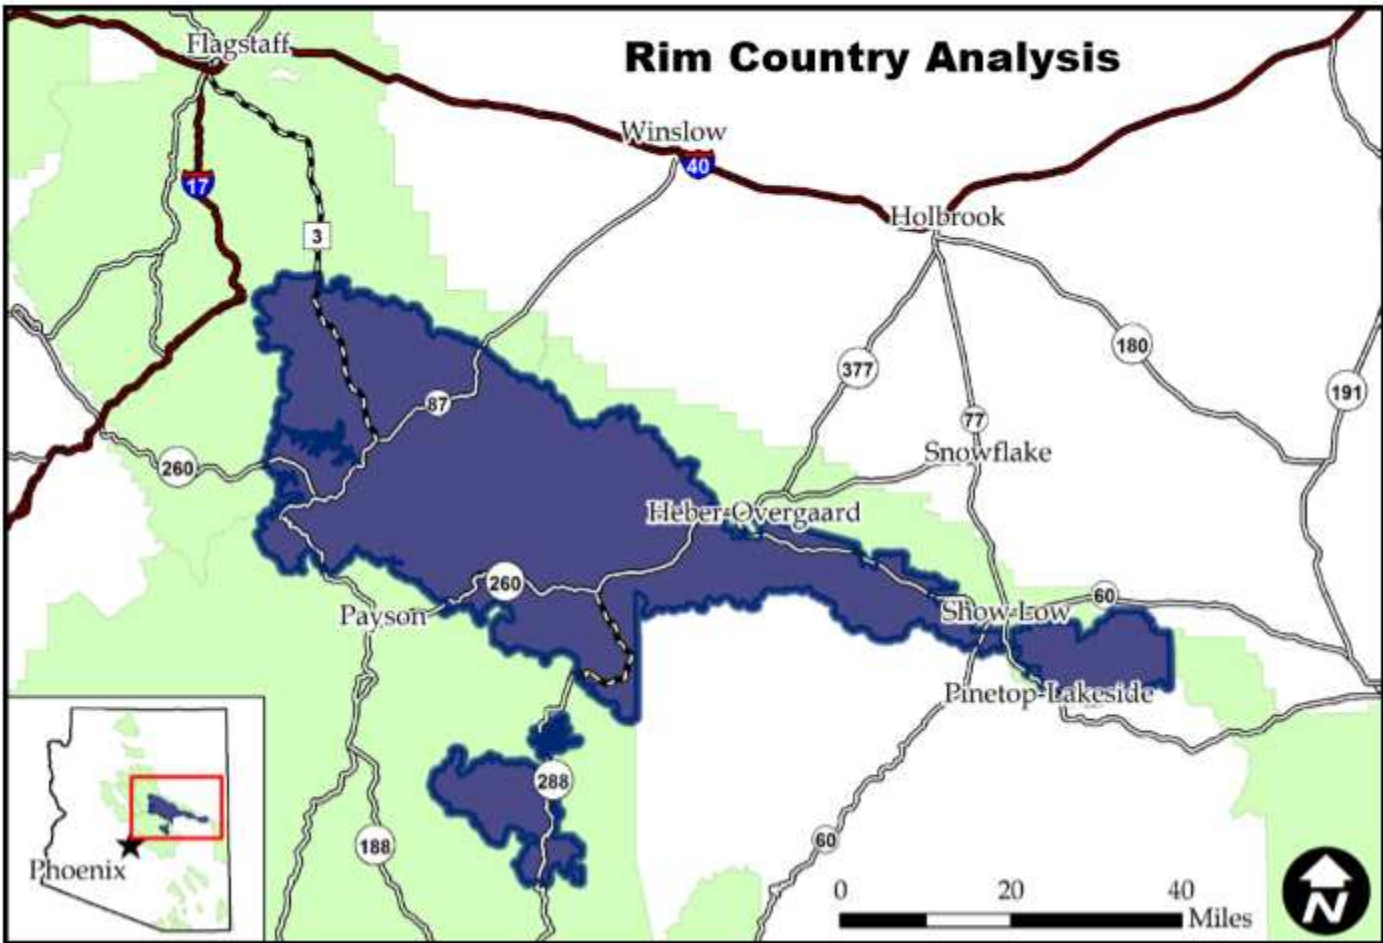 Rim Country Analysis
Flagstaff
Winslow
40
17
Holbrook
3
180
377
191
87
77
Snowflake
260
Heber-Overgaard
260
60
Show Low
Payson
Pinetop-Lakeside
288
60
188
Phoenix
0 20 40
Miles
N